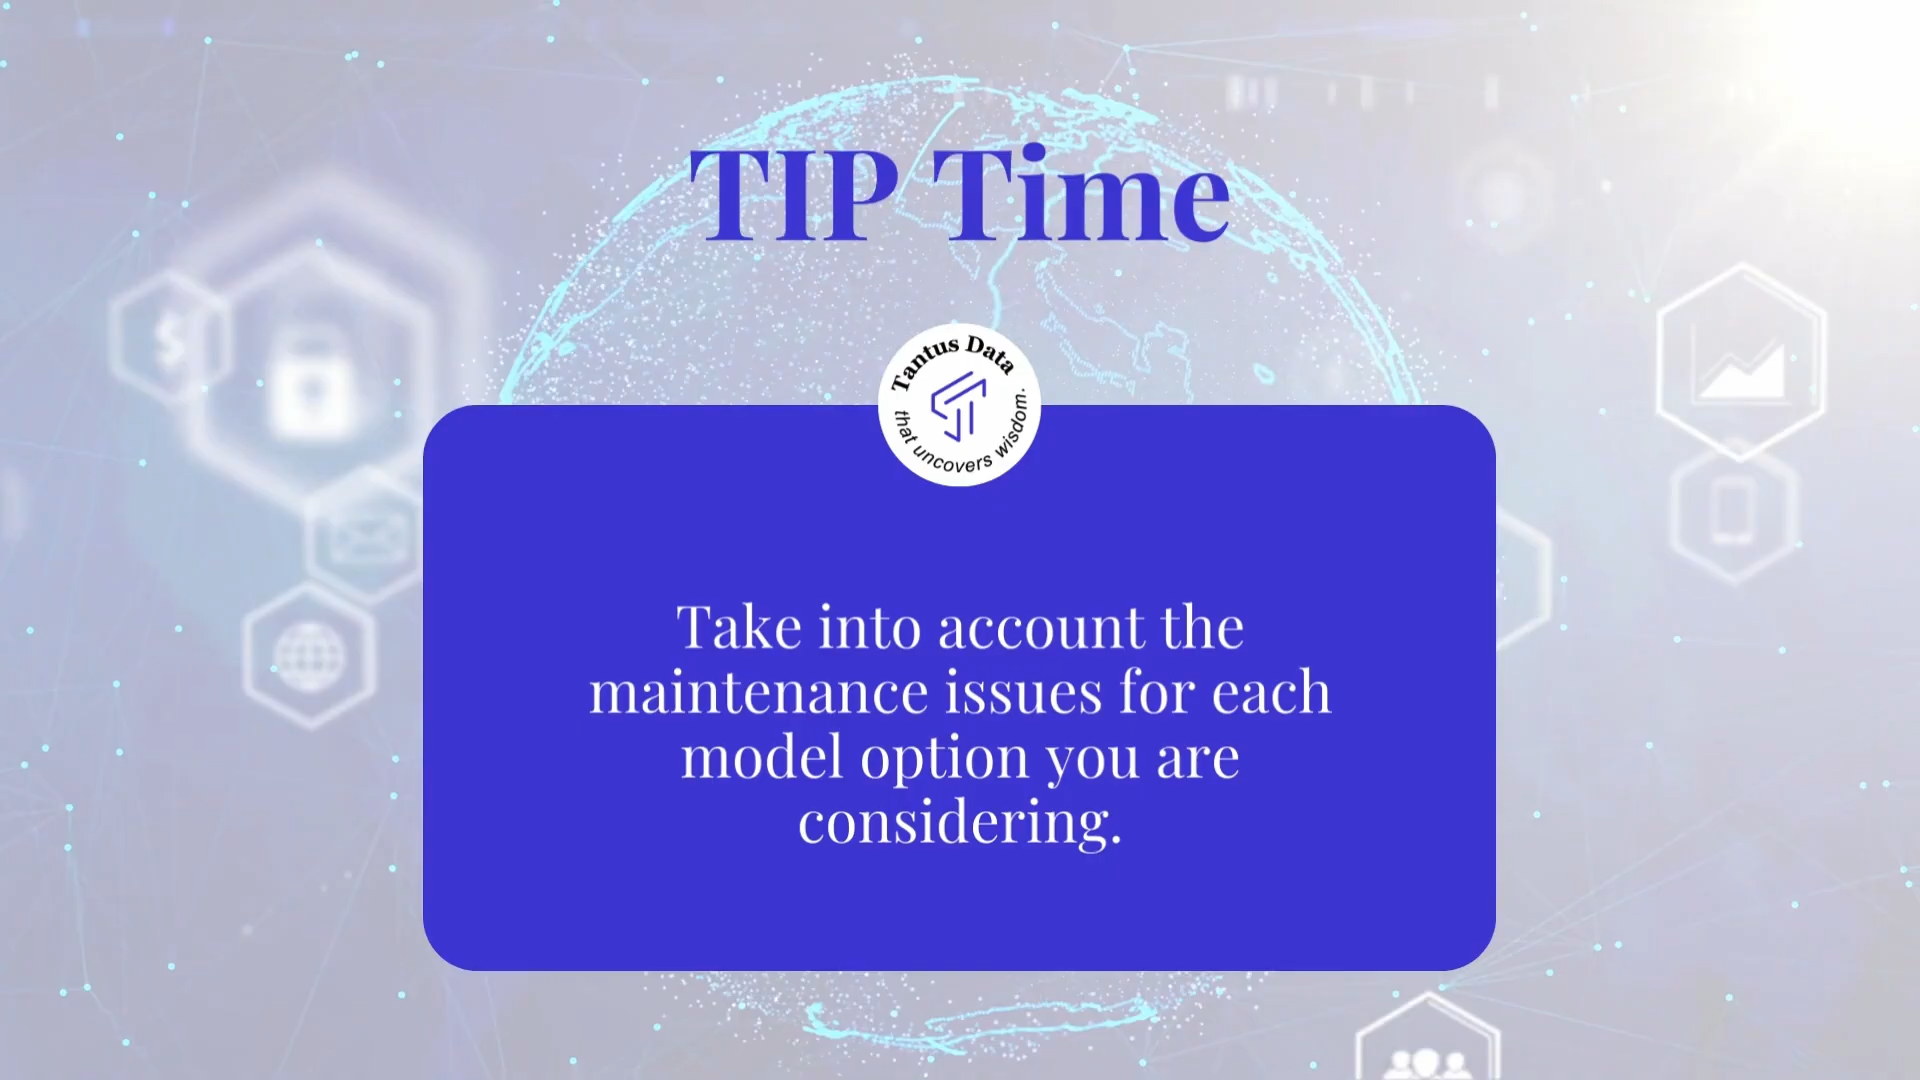 TIP Time
Tantus Data
that uncovers wisdom.
Take into account the
maintenance issues for each
model option you are
considering.